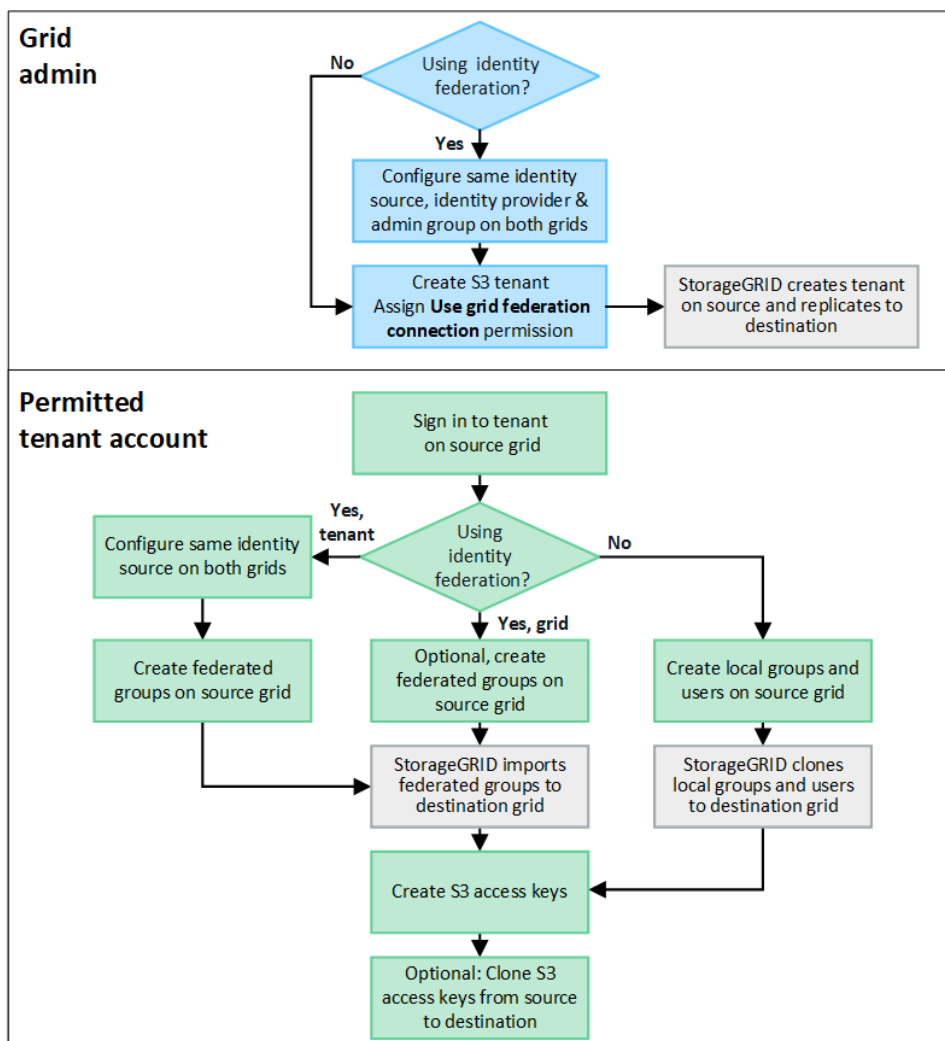 Grid
admin
No
Using identity
federation?
Yes
Configure same identity
source, identity provider &
admin group on both grids
Create S3 tenant
Assign Use grid federation
connection permission
StorageGRID creates tenant
on source and replicates to
destination
Permitted
tenant account
Sign in to tenant
on source grid
Yes,
tenant
Using
identity
federation?
No
Configure same identity
source on both grids
Yes, grid
Create federated
groups on source grid
Optional, create
federated groups on
source grid
Create local groups and
users on source grid
StorageGRID imports
federated groups to
destination grid
StorageGRID clones
local groups and users
to destination grid
Create S3 access keys
Optional: Clone S3
access keys from source
to destination